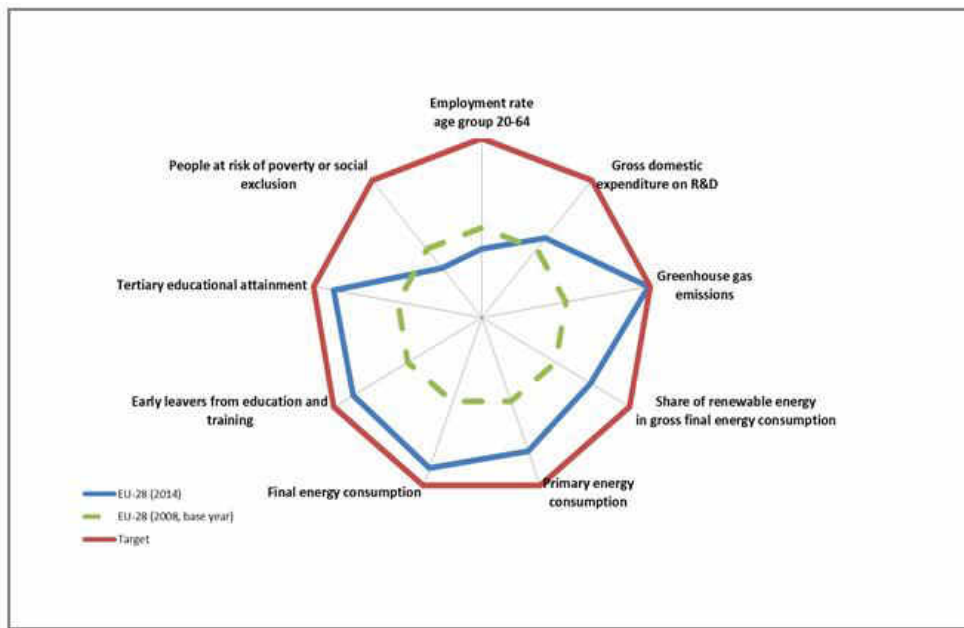 Employment rate
age group 20-64
People at risk of poverty or social
exclusion
Gross domestic
expenditure on R&D
Tertiary educational attainment
Greenhouse gas
emissions
Early leavers from education and
training
Share of renewable energy
in gross final energy consumption
Final energy consumption
Primary energy
consumption
EU-28 (2014)
EU-28 (2008, base year)
Target